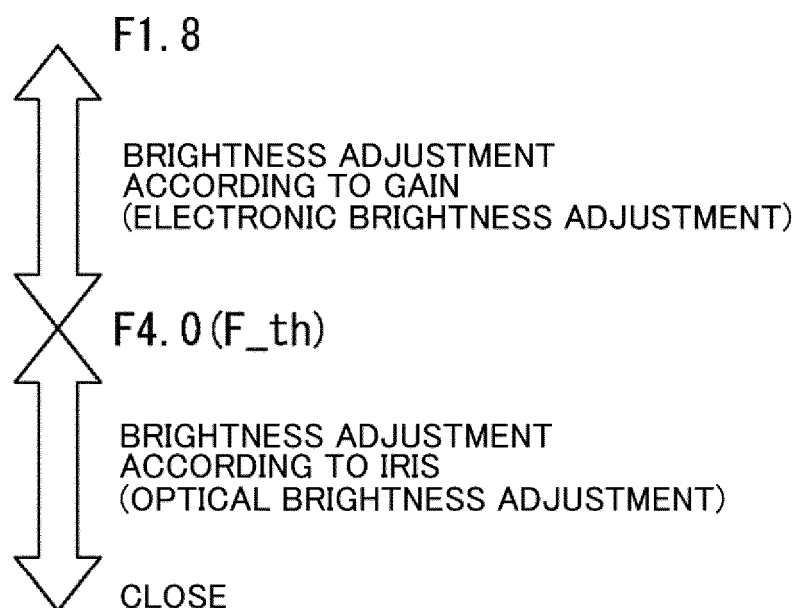 F1.8
BRIGHTNESS ADJUSTMENT
ACCORDING TO GAIN
(ELECTRONIC BRIGHTNESS ADJUSTMENT)
F4.0(F_th)
BRIGHTNESS ADJUSTMENT
ACCORDING TO IRIS
(OPTICAL BRIGHTNESS ADJUSTMENT)
CLOSE